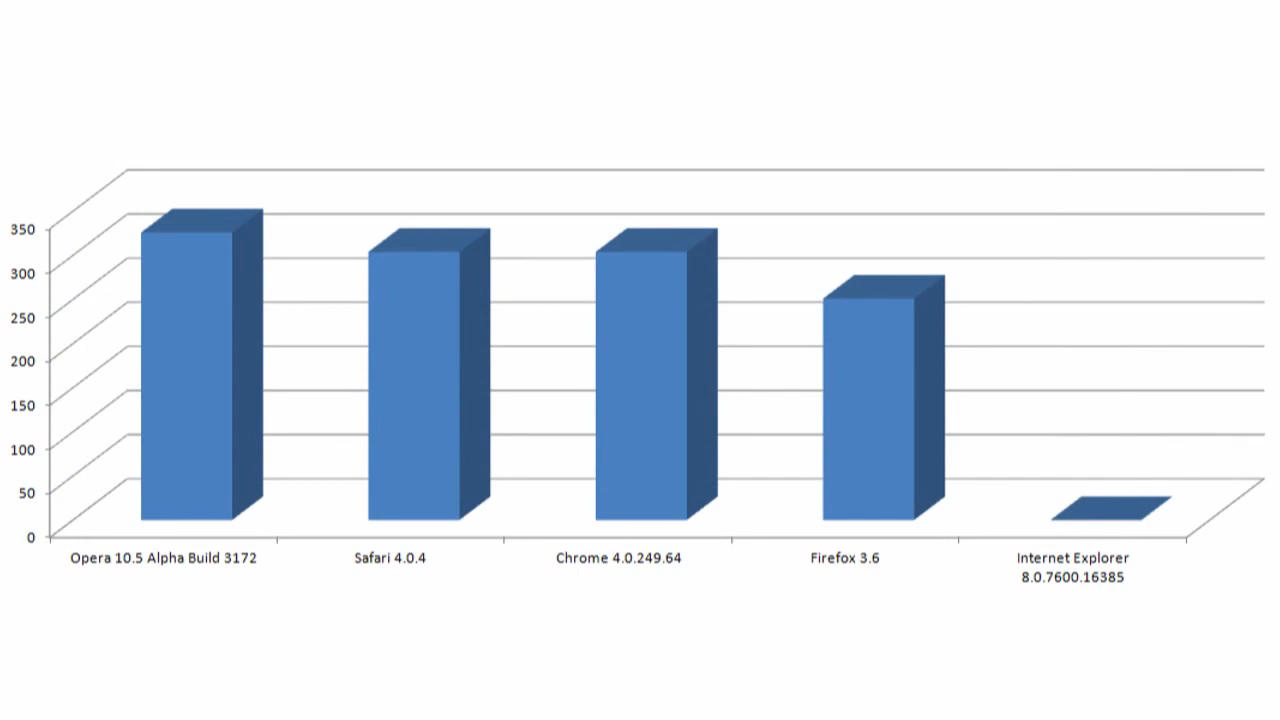 350
300
250
200
150
100
50
0
Opera 10.5 Alpha Build 3172
Safari 4.0.4
Chrome 4.0.249.64
Firefox 3.6
Internet Explorer
8.0.7600.16385